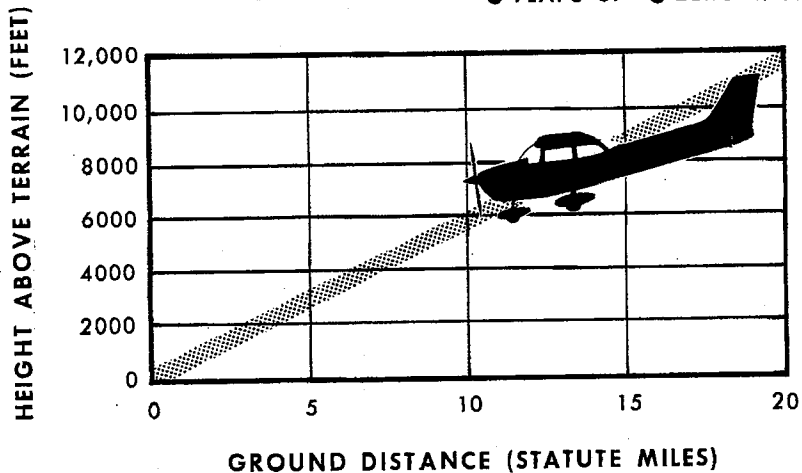 HEIGHT ABOVE TERRAIN (FEET)
12,000
10,000
8000
6000
4000
2000
0
0 5 10 15 20
GROUND DISTANCE (STATUTE MILES)